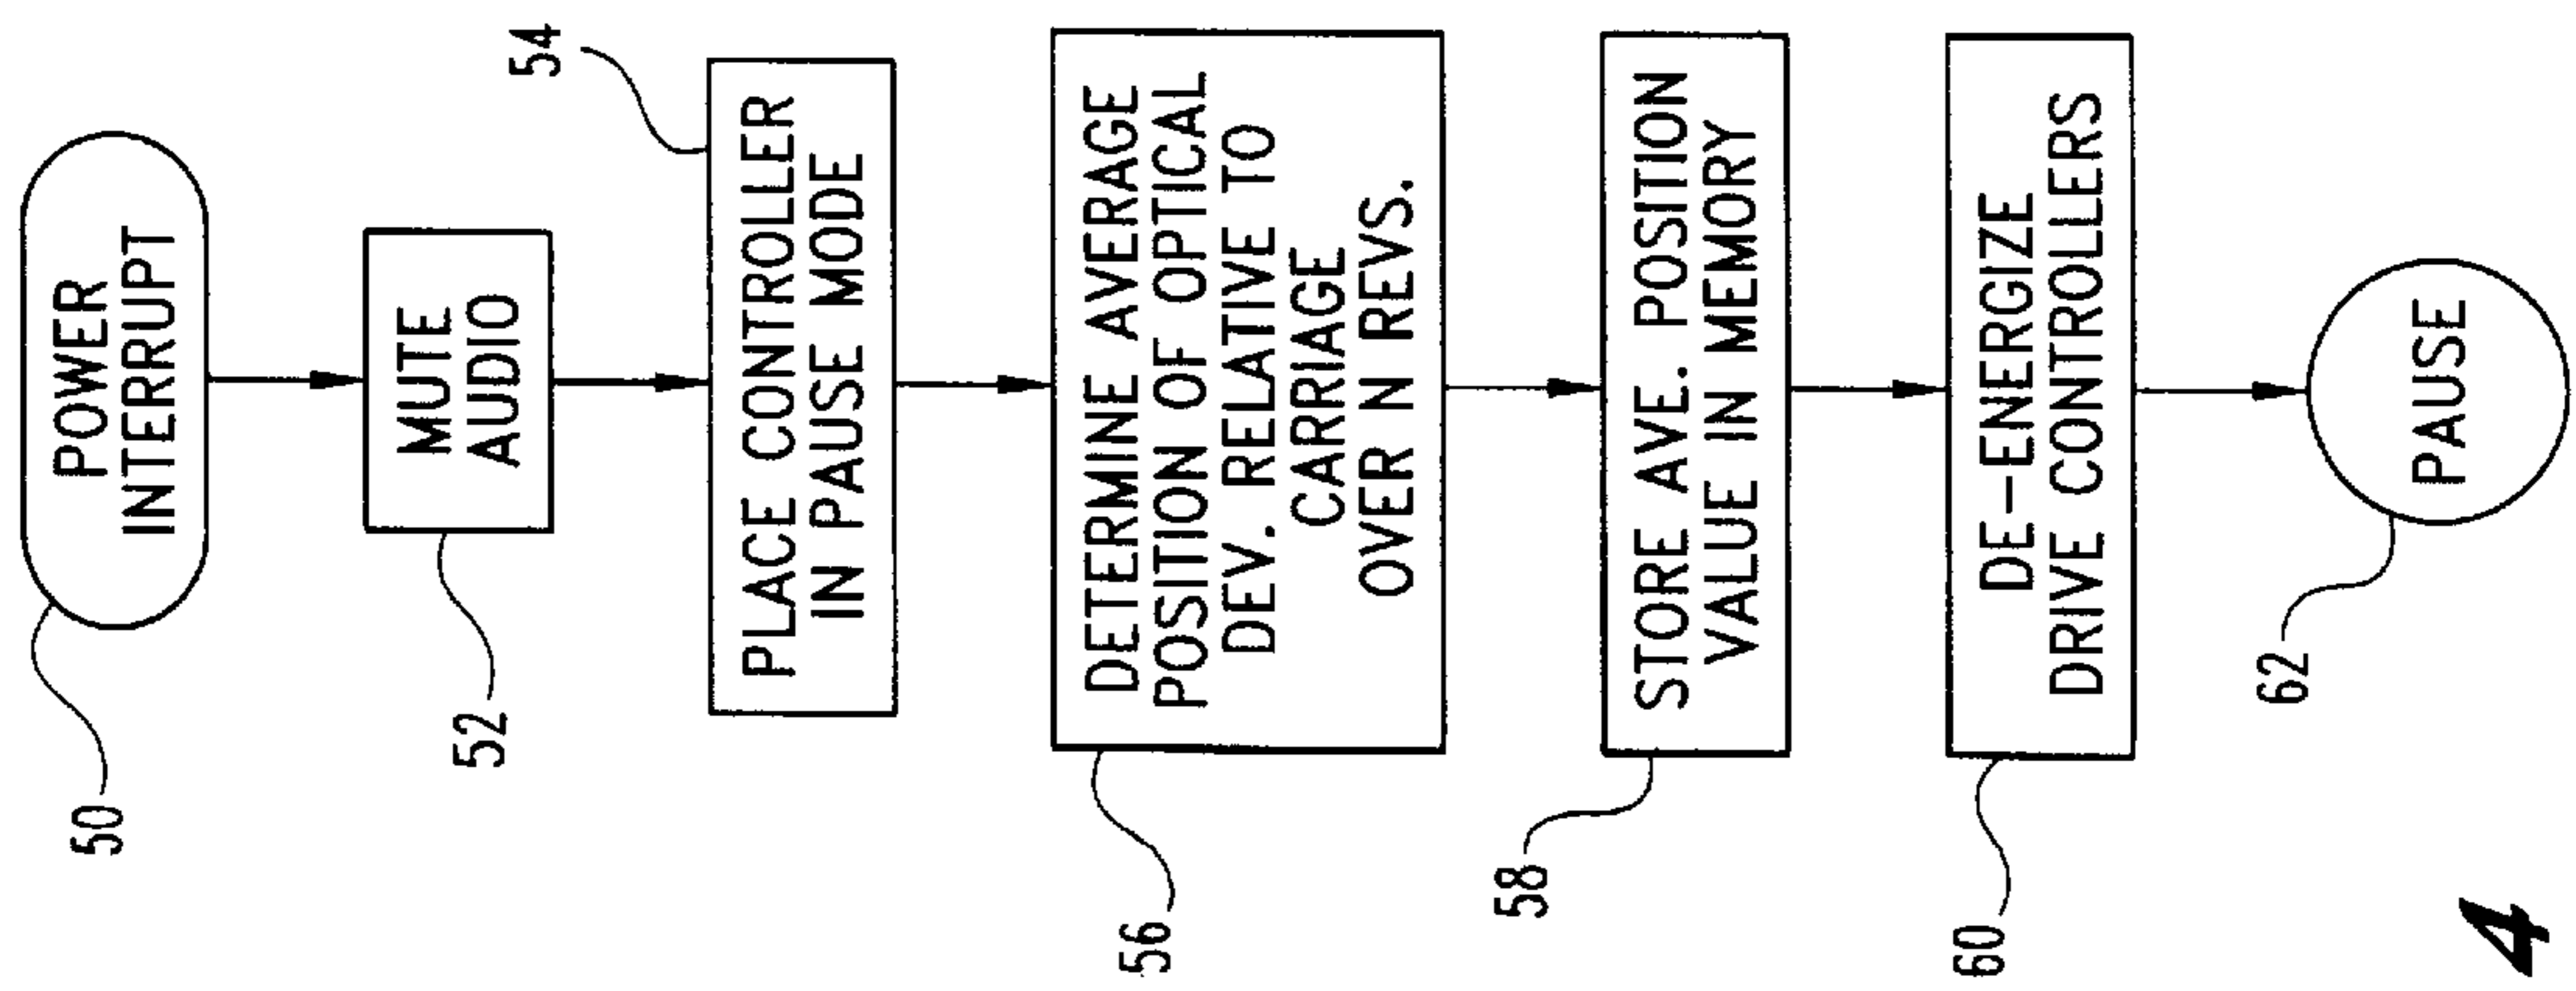 50
POWER
INTERRUPT
52
MUTE
AUDIO
54
PLACE CONTROLLER
IN PAUSE MODE
56
DETERMINE AVERAGE
POSITION OF OPTICAL
DEV. RELATIVE TO
CARRIAGE
OVER N REVS.
58
STORE AVE. POSITION
VALUE IN MEMORY
60
DE-ENERGIZE
DRIVE CONTROLLERS
62
PAUSE
4